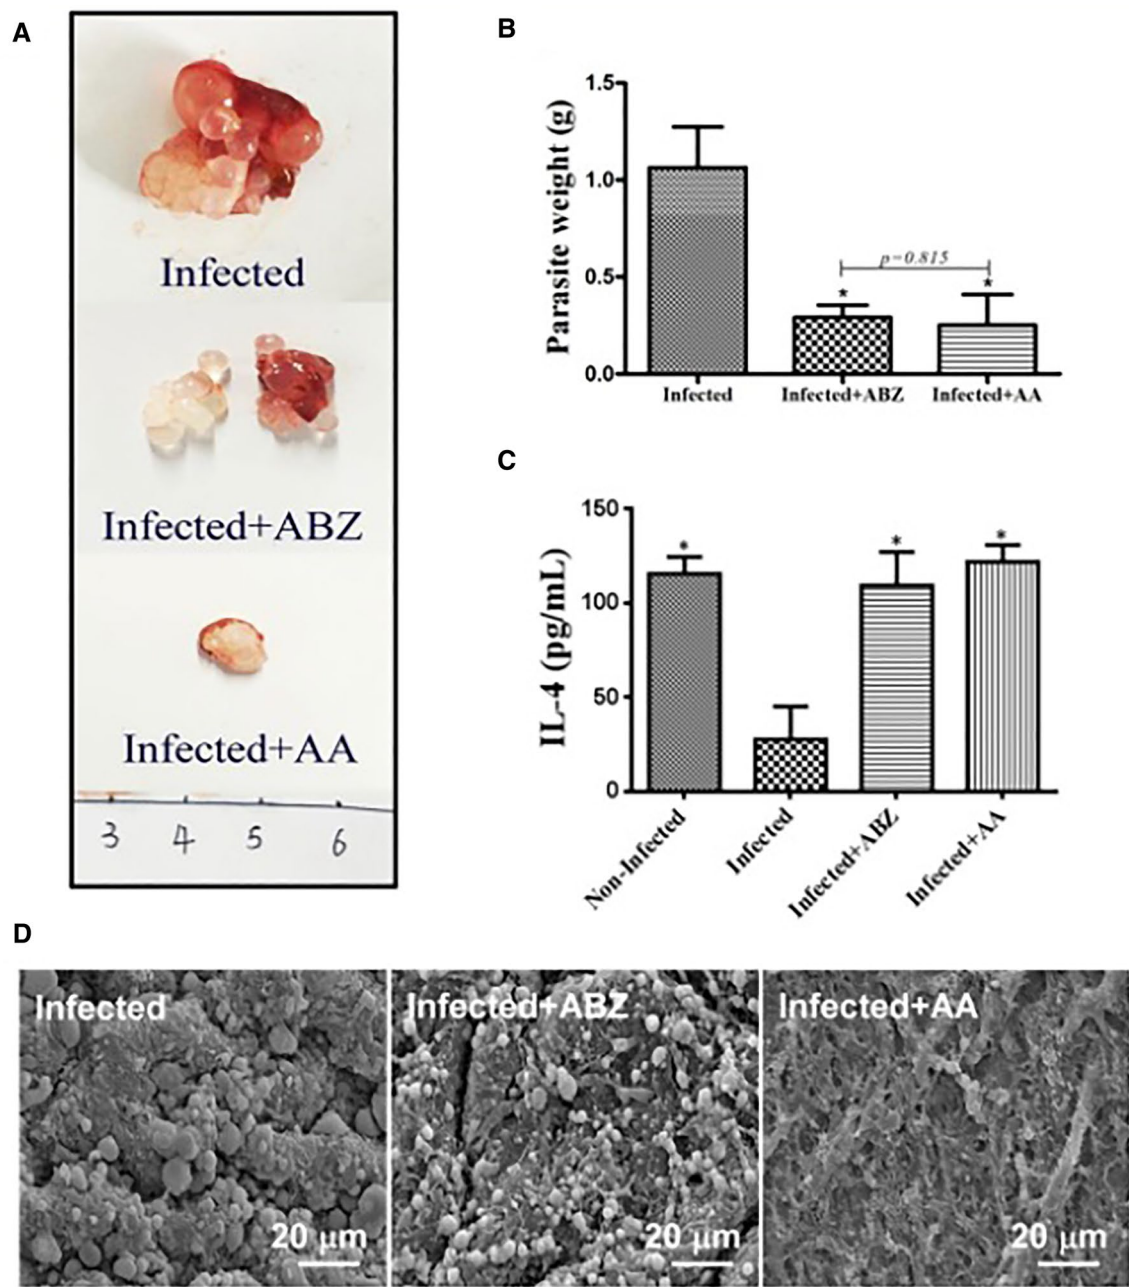 A
Infected
Infected+ABZ
Infected+AA
3 4 5 6
B
Parasite weight (g)
1.5
1.0
0.5
0.0
p=0.815
*
*
Infected Infected+ABZ Infected+AA
C
IL-4 (pg/mL)
150
100
50
0
*
*
*
Non-Infected
Infected
Infected+ABZ
Infected+AA
D
Infected
Infected+ABZ
Infected+AA
20 μm
20 μm
20 μm